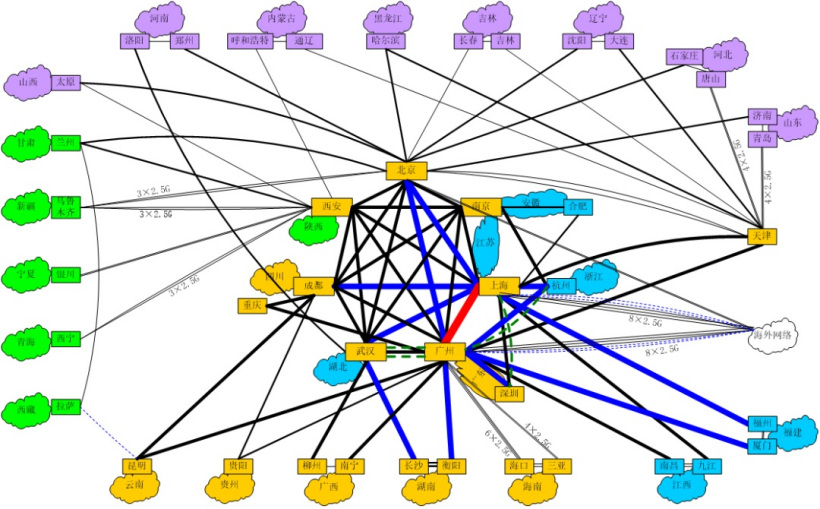 河南
内蒙古
黑龙江
吉林
辽宁
洛阳
郑州
呼和浩特
通辽
哈尔滨
长春
吉林
沈阳
大连
石家庄
河北
唐山
山西
太原
济南
山东
青岛
甘肃
兰州
4×2.5G
4×2.5G
北京
3×2.5G
3×2.5G
新疆
乌鲁
木齐
西安
陕西
南京
安徽
合肥
江苏
天津
宁夏
银川
3×2.5G
四川
成都
重庆
上海
杭州
浙江
8×2.5G
8×2.5G
海外网络
青海
西宁
武汉
湖北
广州
深圳
西藏
拉萨
福州
厦门
福建
6×2.5G
4×2.5G
昆明
云南
贵阳
贵州
柳州
南宁
广西
长沙
衡阳
湖南
海口
三亚
海南
南昌
九江
江西